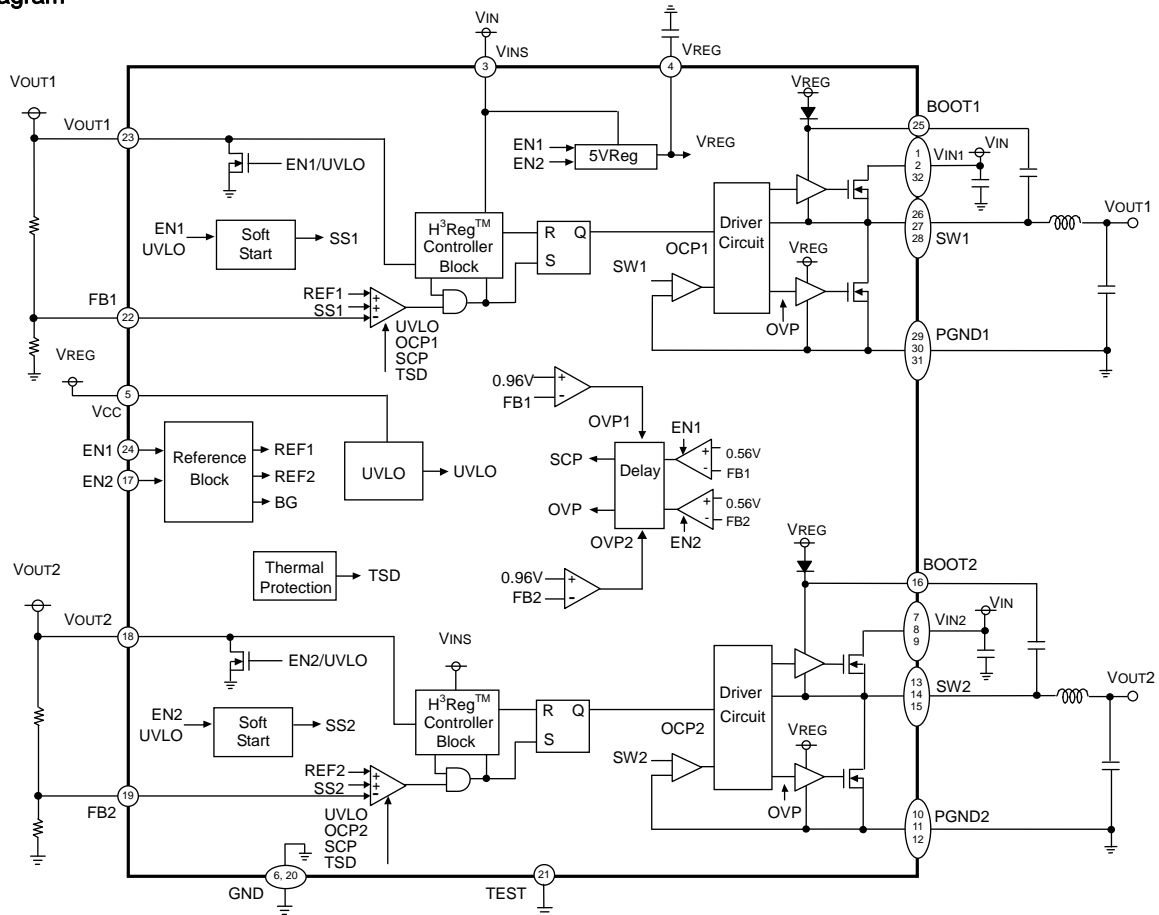 agram
VIN
VINS
3
VREG
4
VOUT1
VOUT1
23
EN1/UVLO
EN1
EN2
5VReg
VREG
VREG
BOOT1
25
1
2
32
VIN1
VIN
EN1
UVLO
Soft
Start
SS1
H³Reg™
Controller
Block
R
S
Q
OCP1
Driver
Circuit
26
27
28
SW1
VOUT1
SW1
VREG
OVP
FB1
22
REF1
SS1
+
+
-
UVLO
OCP1
SCP
TSD
29
30
31
PGND1
VREG
5
VCC
EN1
24
EN2
17
Reference
Block
REF1
REF2
BG
UVLO
UVLO
0.96V
FB1
+
-
OVP1
SCP
OVP
Delay
EN1
+
-
0.56V
FB1
+
-
0.56V
FB2
EN2
OVP2
0.96V
FB2
+
-
Thermal
Protection
TSD
VOUT2
VOUT2
18
EN2/UVLO
VINS
VREG
BOOT2
16
7
8
9
VIN2
VIN
EN2
UVLO
Soft
Start
SS2
H³Reg™
Controller
Block
R
S
Q
OCP2
Driver
Circuit
13
14
15
SW2
VOUT2
SW2
VREG
OVP
FB2
19
REF2
SS2
+
+
-
UVLO
OCP2
SCP
TSD
10
11
12
PGND2
6, 20
GND
TEST
21